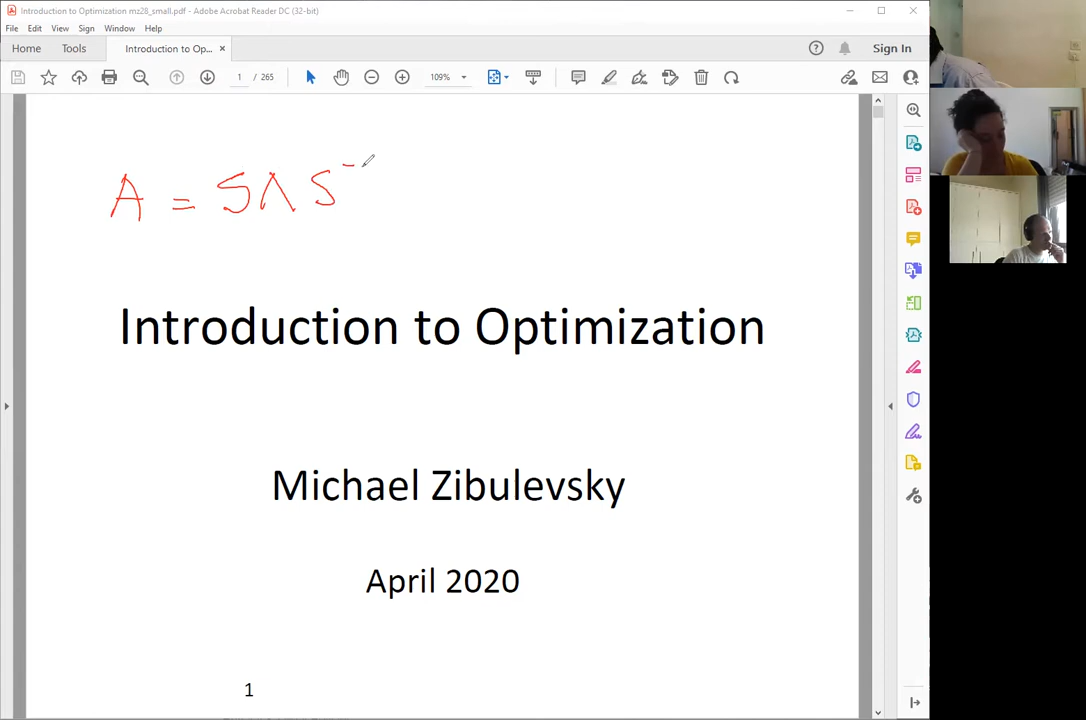 Introduction to Optimization mz28_small.pdf - Adobe Acrobat Reader DC (32-bit)
File Edit View Sign Window Help
Home Tools Introduction to Op... × Sign In
1 / 265 109%
A = SΛS⁻
Introduction to Optimization
Michael Zibulevsky
April 2020
1